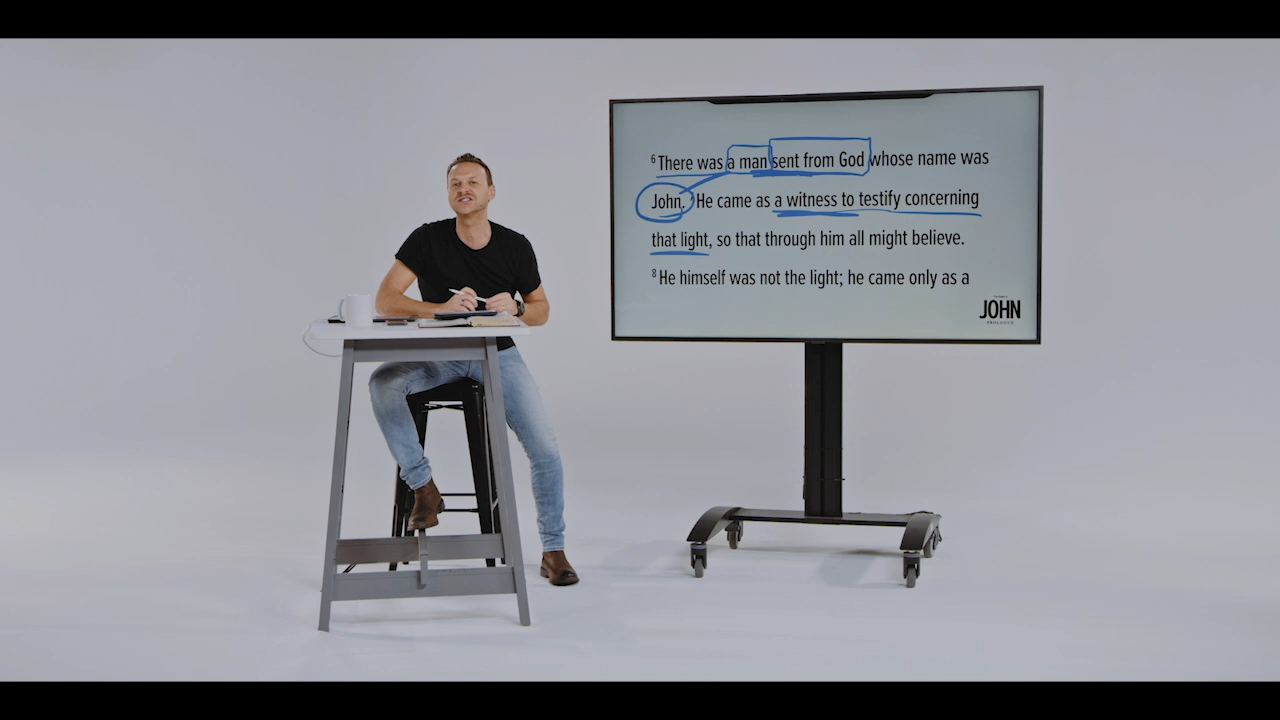 ⁶ There was a man sent from God whose name was
John. ⁷ He came as a witness to testify concerning
that light, so that through him all might believe.
⁸ He himself was not the light; he came only as a
JOHN
PROLOGUE